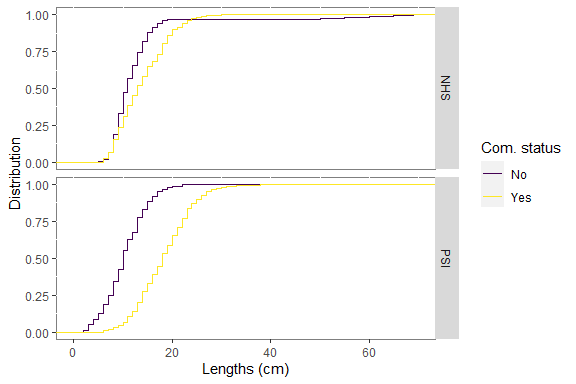 1.00
0.75
0.50
0.25
0.00
NHS
1.00
0.75
0.50
0.25
0.00
PSI
Distribution
0
20
40
60
Lengths (cm)
Com. status
No
Yes